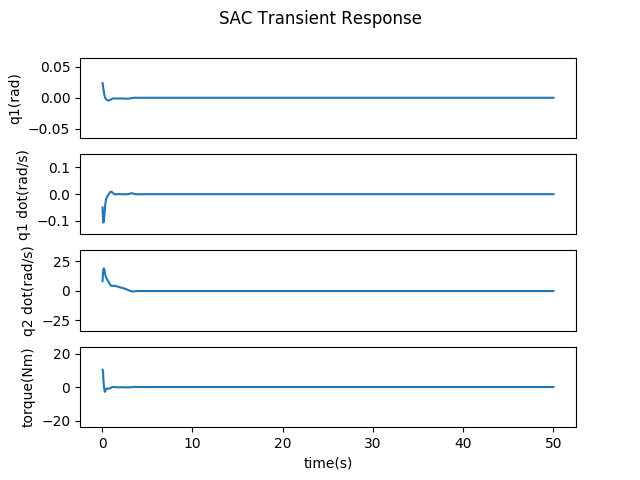 SAC Transient Response
q1(rad)
0.05
0.00
−0.05
q1 dot(rad/s)
0.1
0.0
−0.1
q2 dot(rad/s)
25
0
−25
torque(Nm)
20
0
−20
0 10 20 30 40 50
time(s)